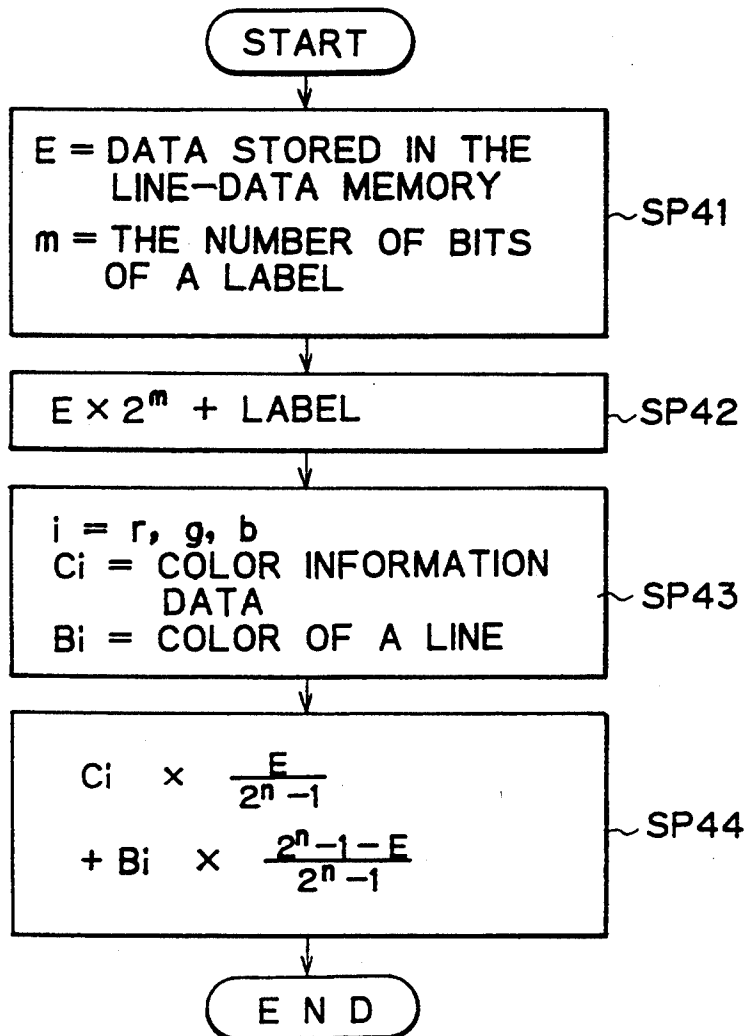 START
E = DATA STORED IN THE
LINE-DATA MEMORY
m = THE NUMBER OF BITS
OF A LABEL
~SP41
E × 2^m + LABEL
~SP42
i = r, g, b
Ci = COLOR INFORMATION
DATA
Bi = COLOR OF A LINE
~SP43
Ci × E / 2^n -1
+ Bi × 2^n -1 - E / 2^n -1
~SP44
E N D